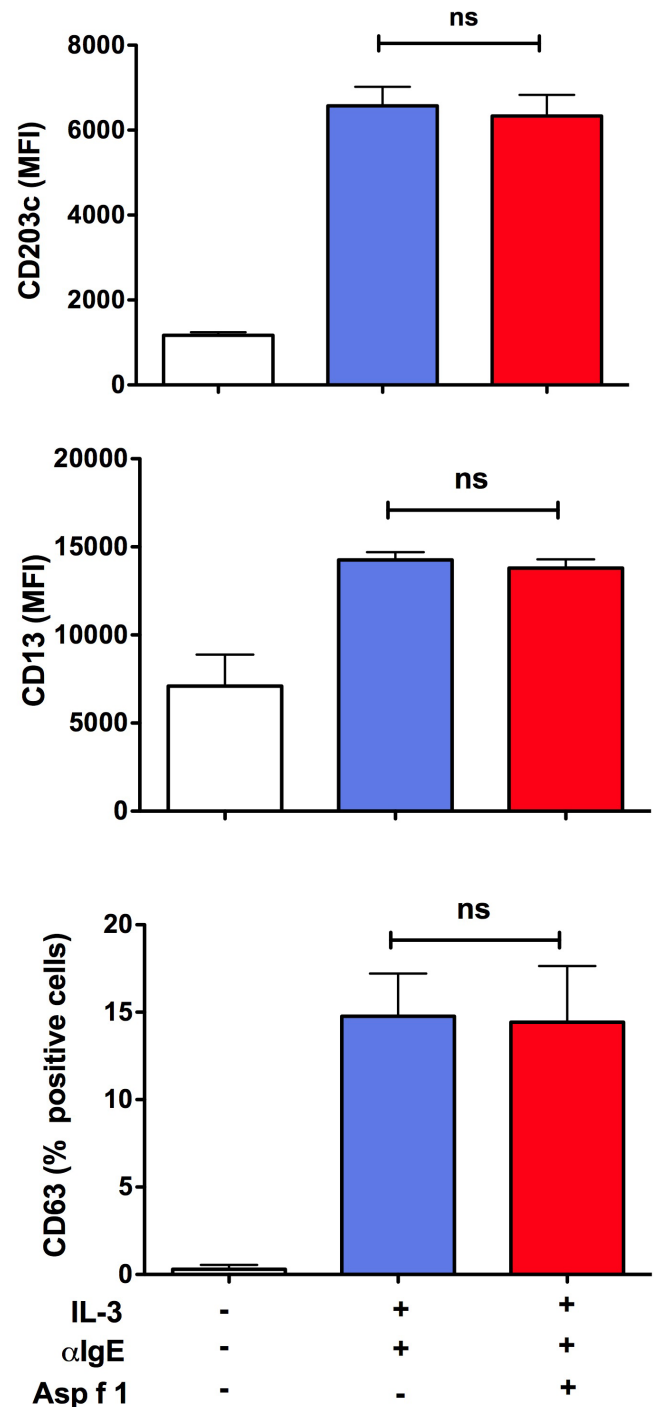 ns
8000
6000
4000
2000
0
CD203c (MFI)
ns
20000
15000
10000
5000
0
CD13 (MFI)
ns
20
15
10
5
0
CD63 (% positive cells)
IL-3 - + +
αIgE - + +
Asp f 1 - - +